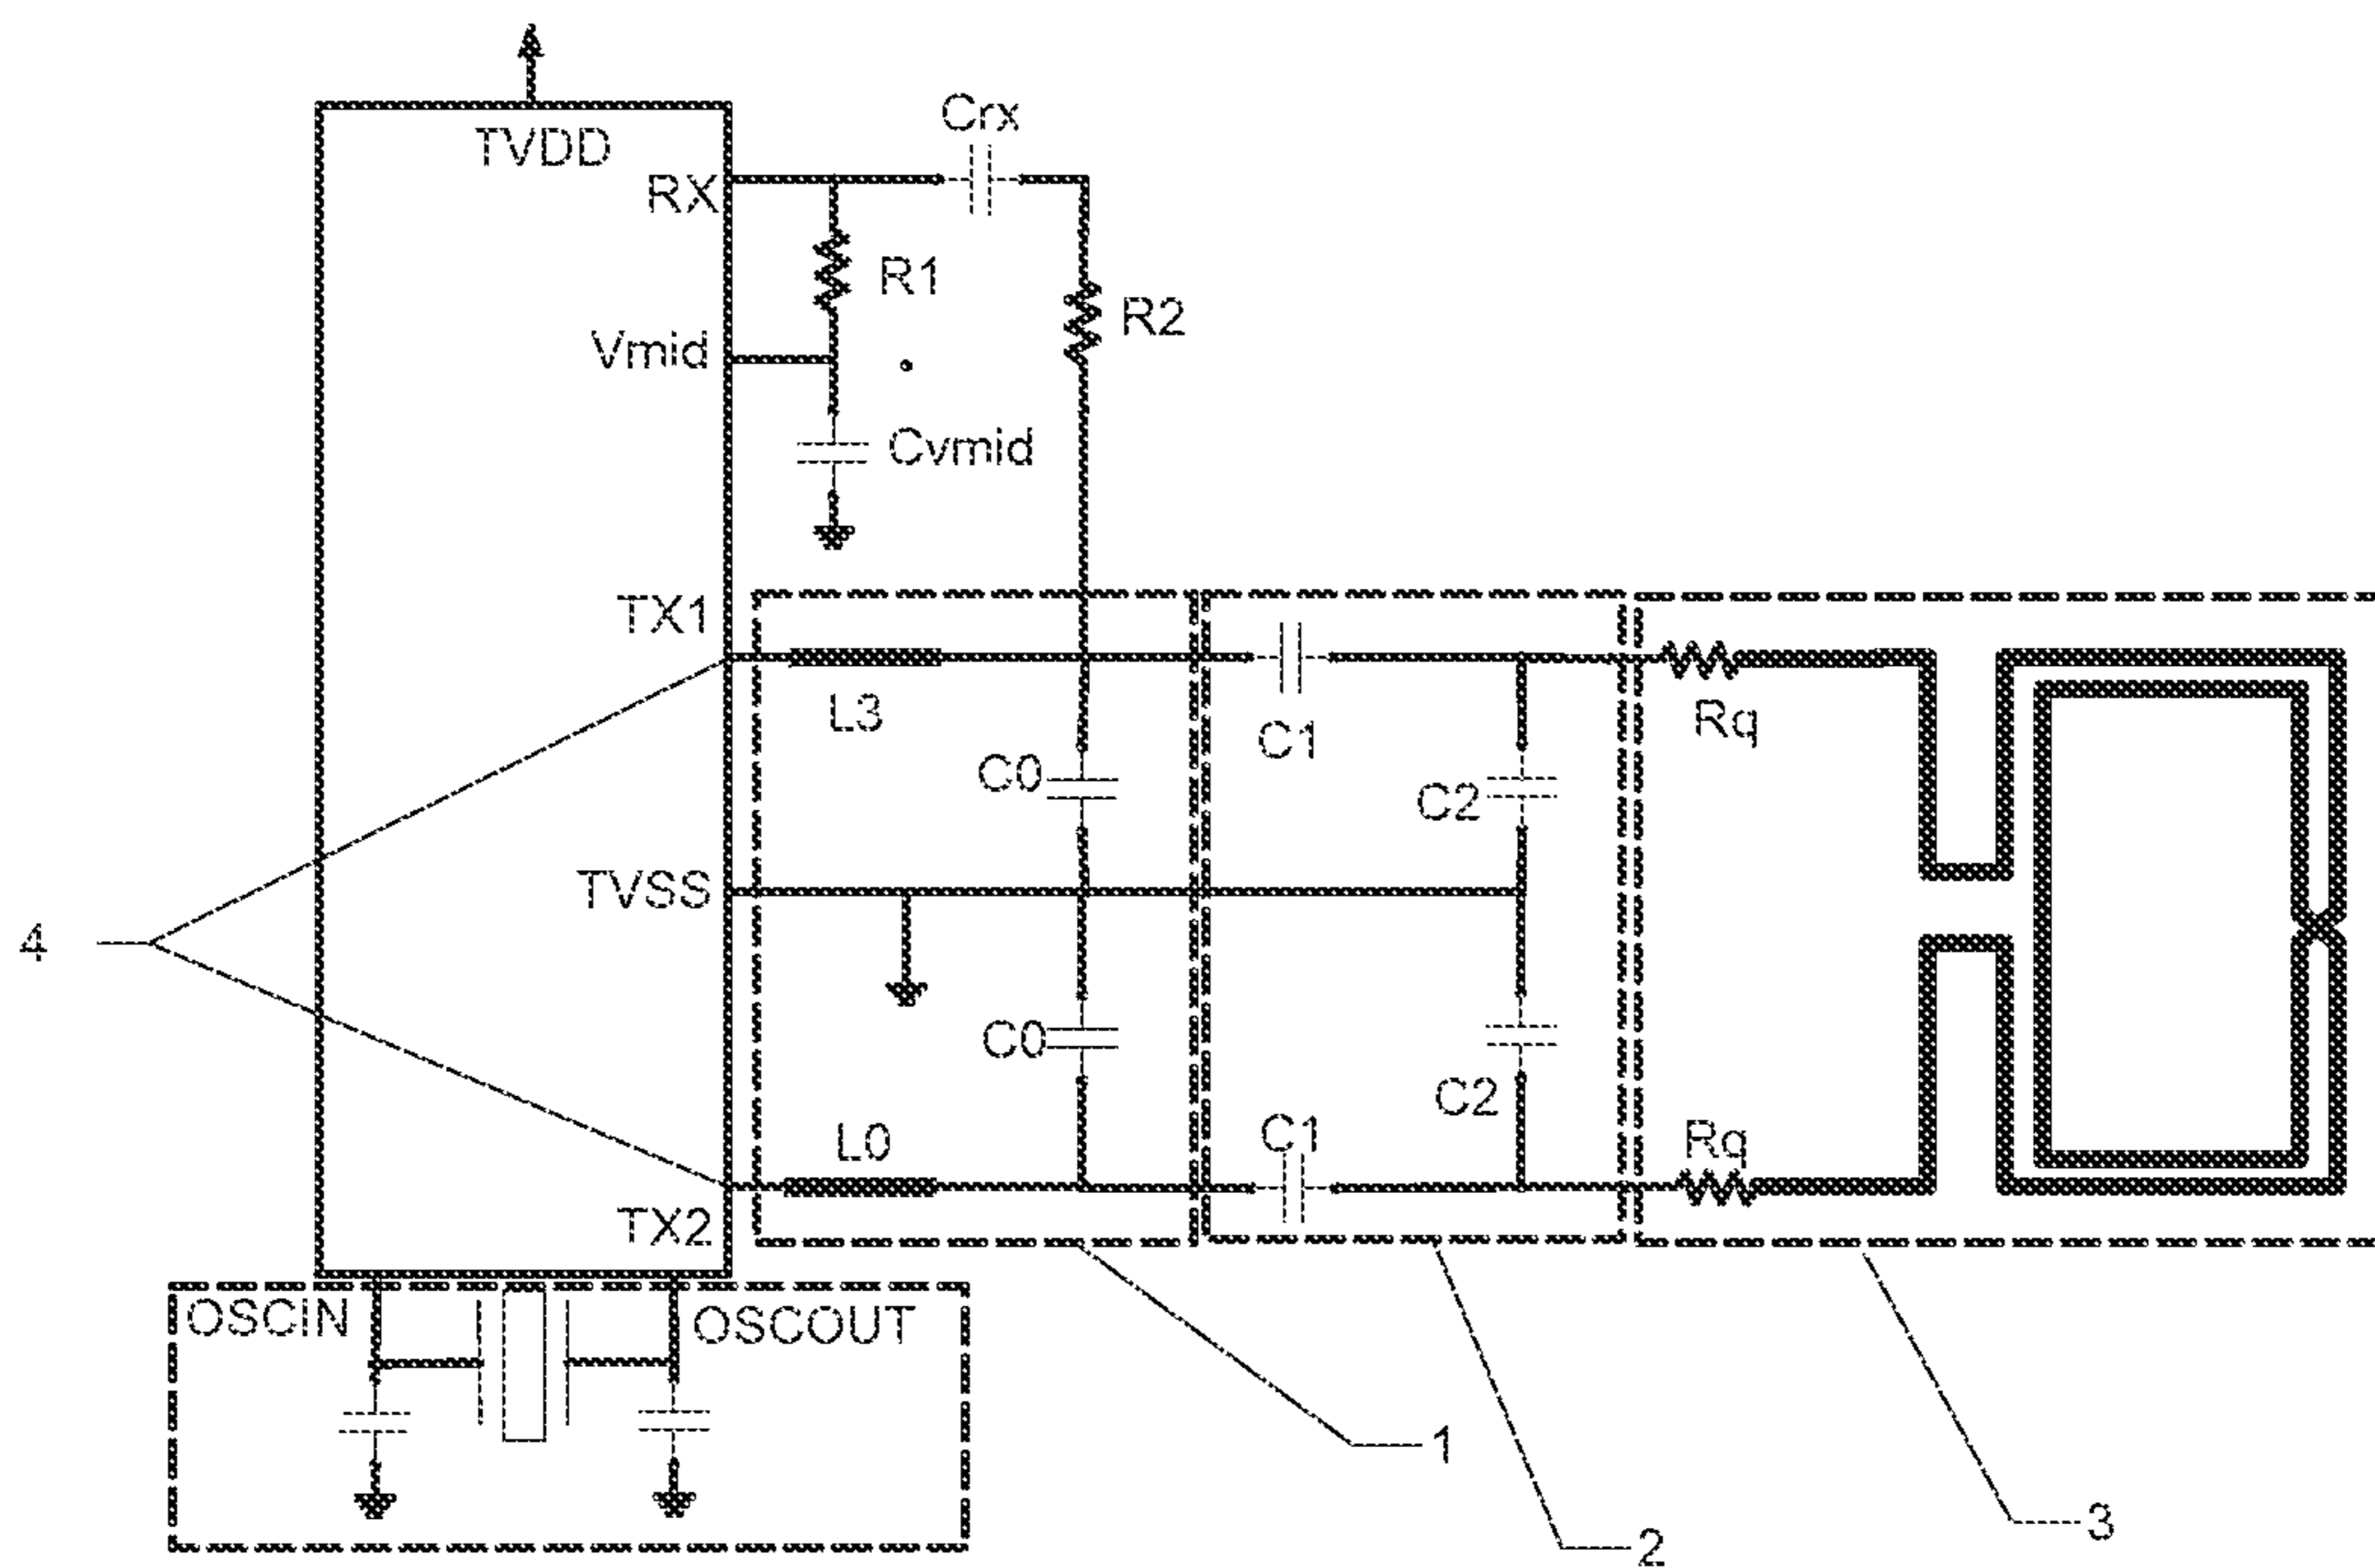 Crx
TVDD
RX
R1
R2
Vmid
Cvmid
TX1
L3
Rq
C1
C0
C2
TVSS
4
C0
C2
L0
C1
Rq
TX2
OSCIN
OSCOUT
1
3
2